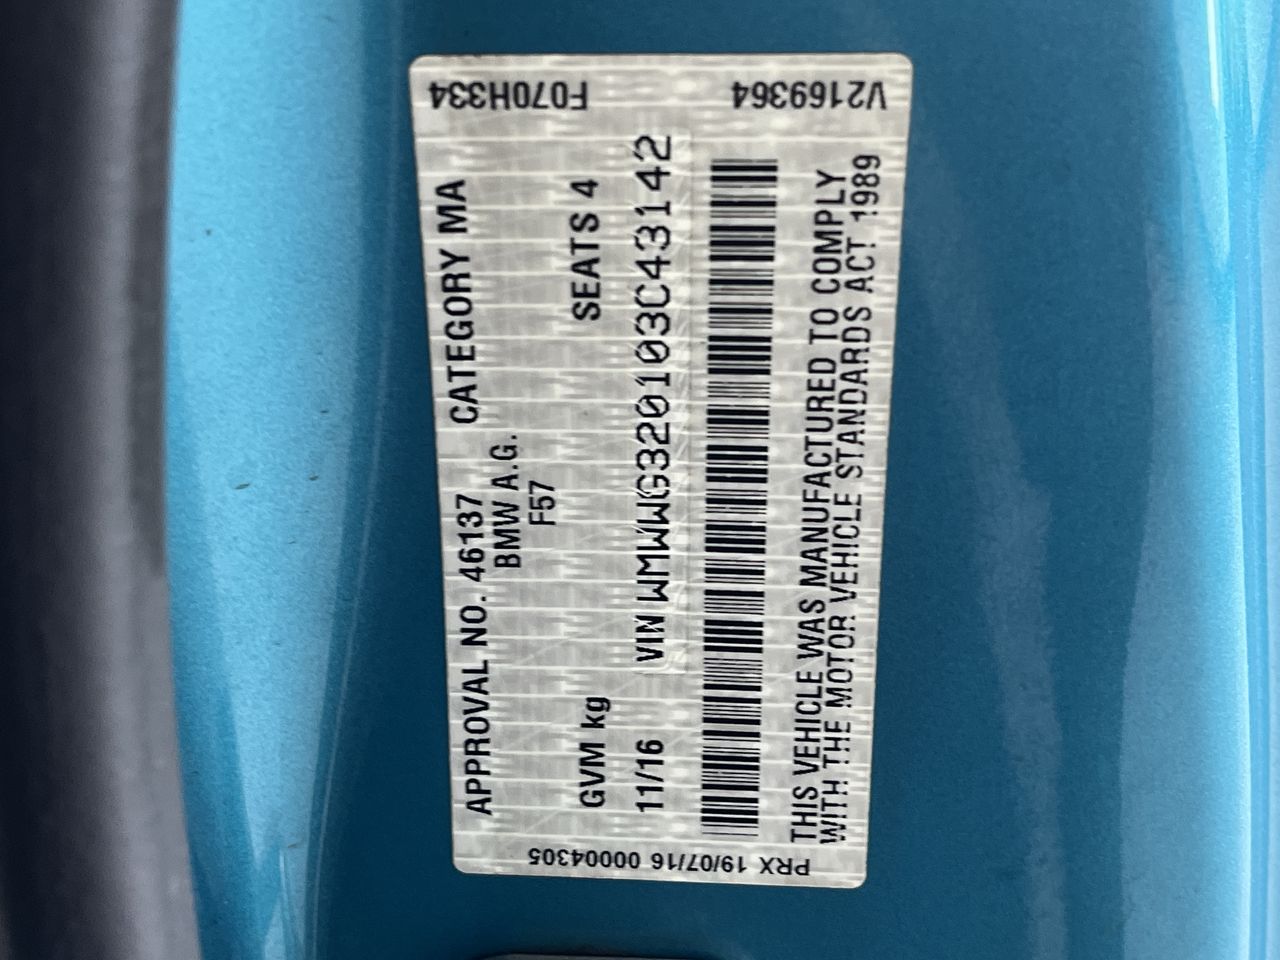 APPROVAL NO. 46137 CATEGORY MA
BMW A.G.
F57
GVM kg SEATS 4
11/16 VIN WMWWG320103C43142
THIS VEHICLE WAS MANUFACTURED TO COMPLY
WITH THE MOTOR VEHICLE STANDARDS ACT 1989
F070H334
V2169364
PRX 19/07/16 00004305